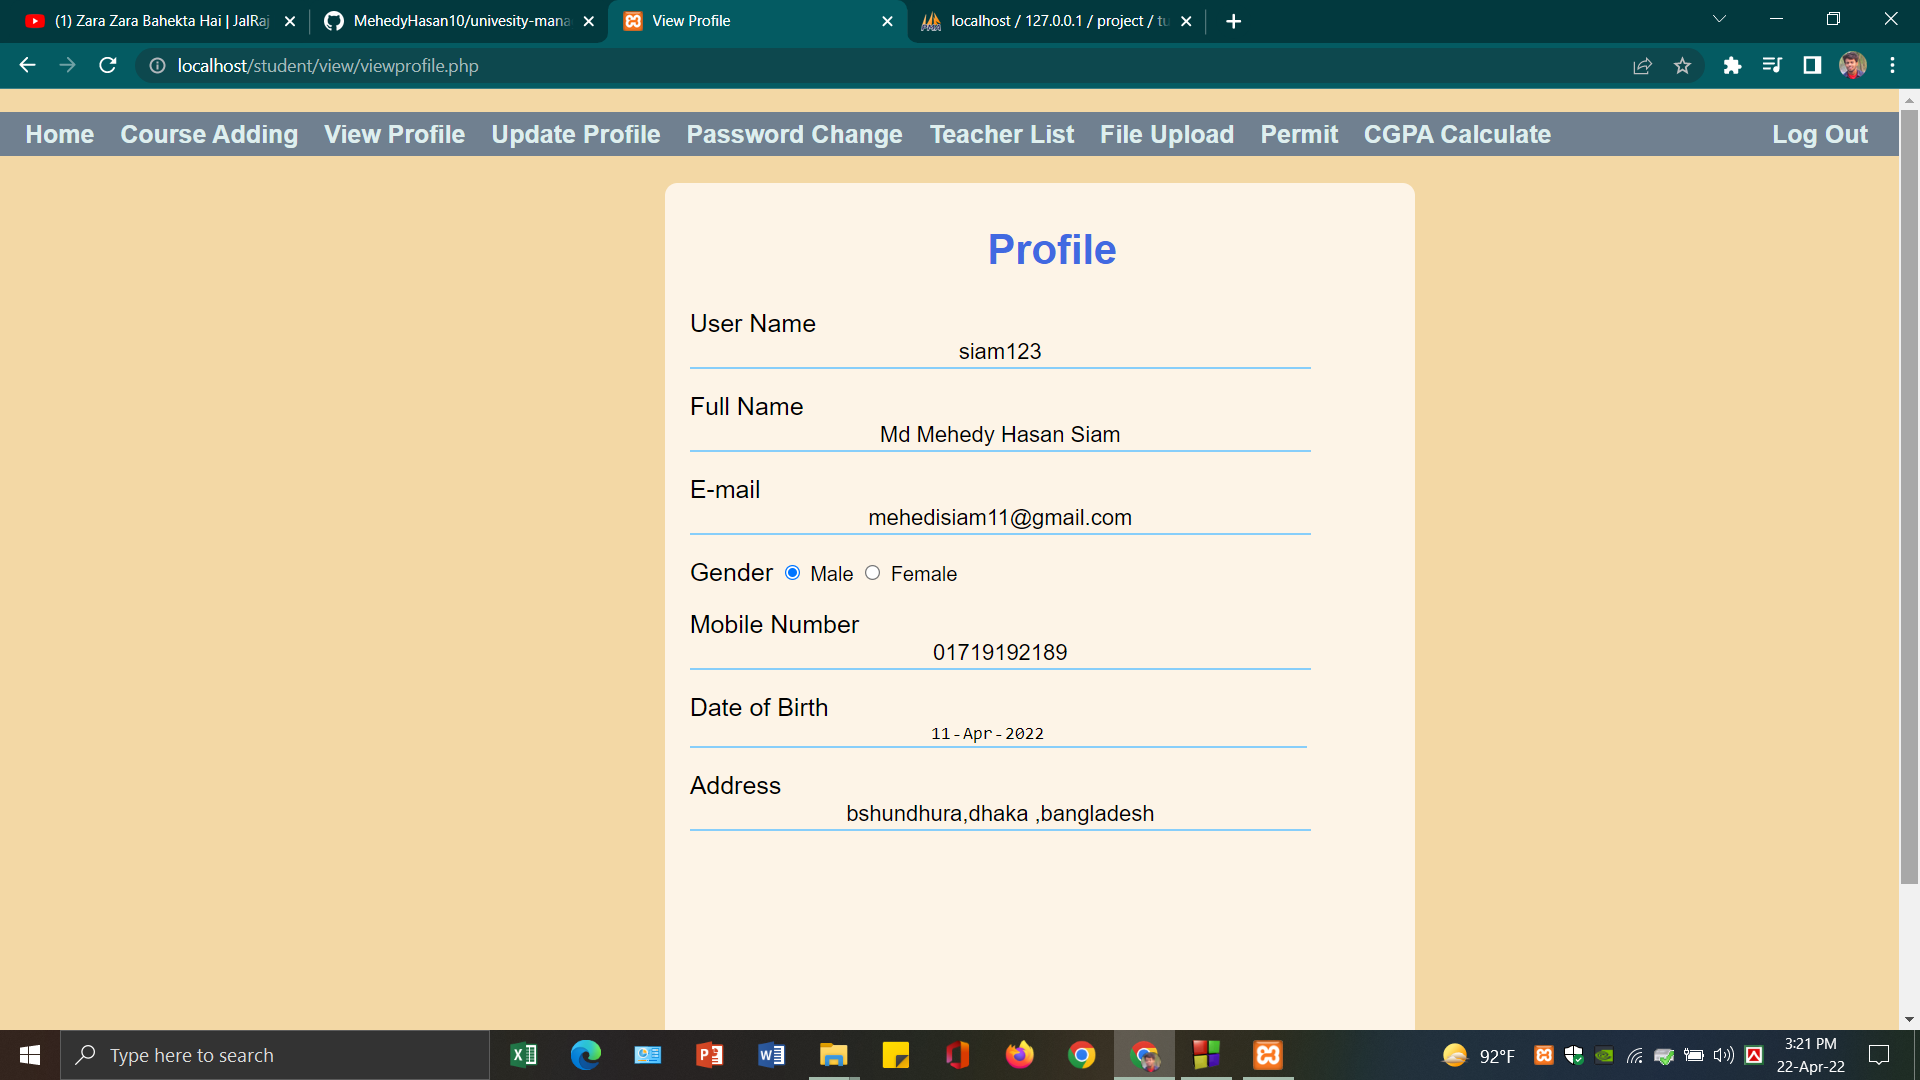 (1) Zara Zara Bahekta Hai | JalRaj
MehedyHasan10/univesity-mana
View Profile
localhost / 127.0.0.1 / project / tu
localhost/student/view/viewprofile.php
Home Course Adding View Profile Update Profile Password Change Teacher List File Upload Permit CGPA Calculate Log Out
Profile
User Name
siam123
Full Name
Md Mehedy Hasan Siam
E-mail
mehedisiam11@gmail.com
Gender Male Female
Mobile Number
01719192189
Date of Birth
11-Apr-2022
Address
bshundhura,dhaka ,bangladesh
Type here to search
92°F
3:21 PM
22-Apr-22